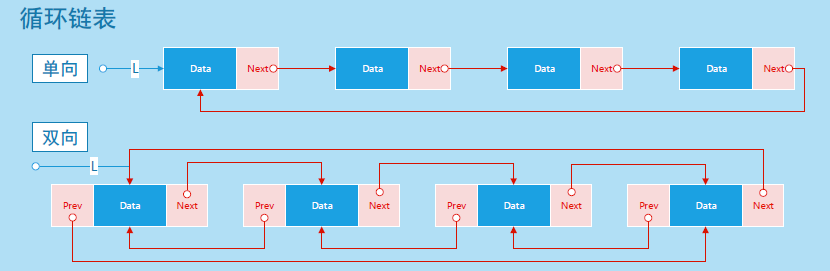 循环链表
单向 L Data Next Data Next Data Next Data Next
双向
L
Prev Data Next Prev Data Next Prev Data Next Prev Data Next